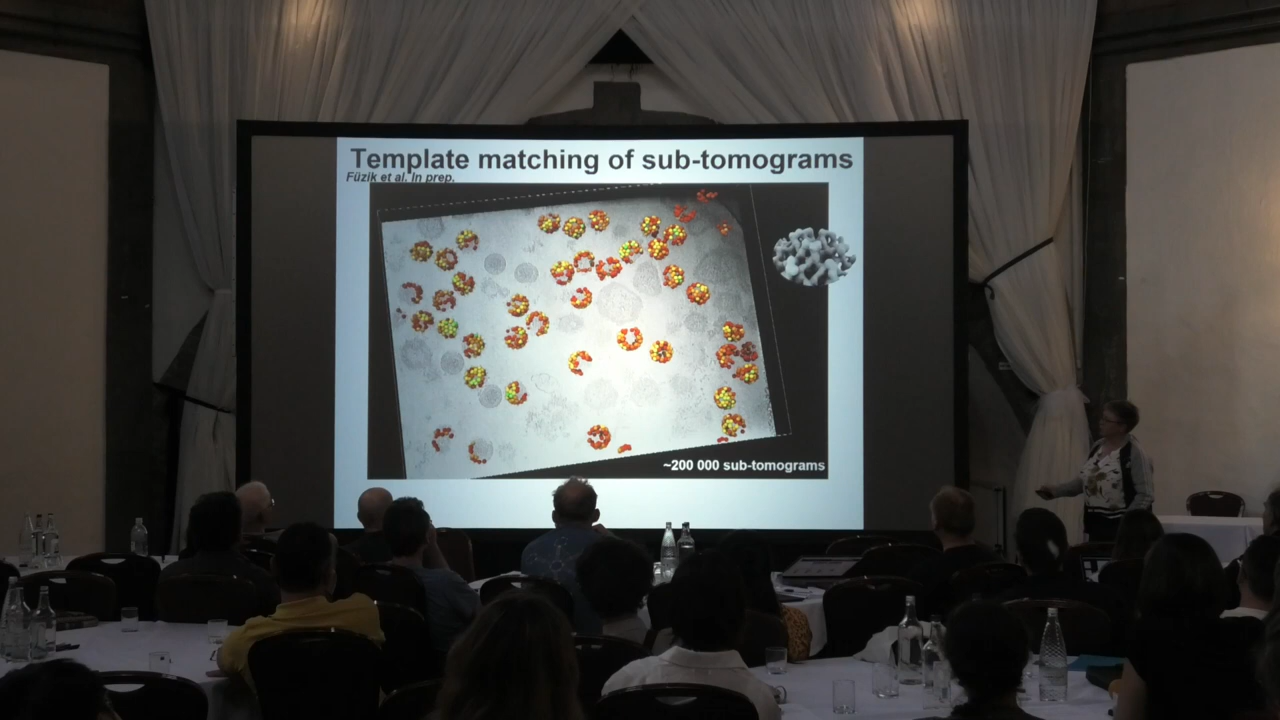 Template matching of sub-tomograms
Füzik et al. In prep.
~200 000 sub-tomograms